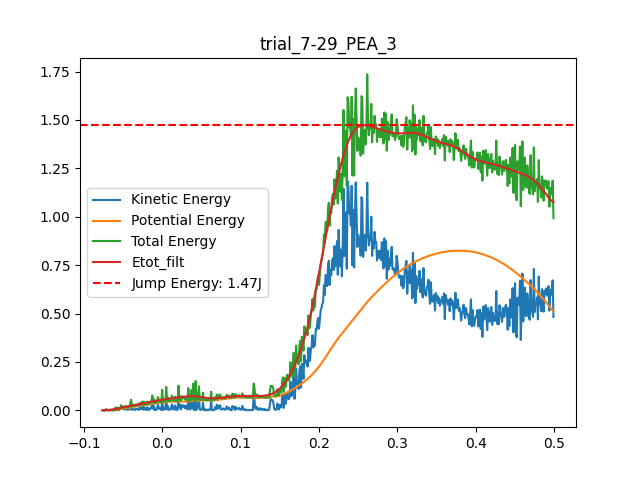 trial_7-29_PEA_3
1.75
1.50
1.25
1.00
0.75
0.50
0.25
0.00
Kinetic Energy
Potential Energy
Total Energy
Etot_filt
Jump Energy: 1.47J
−0.1 0.0 0.1 0.2 0.3 0.4 0.5